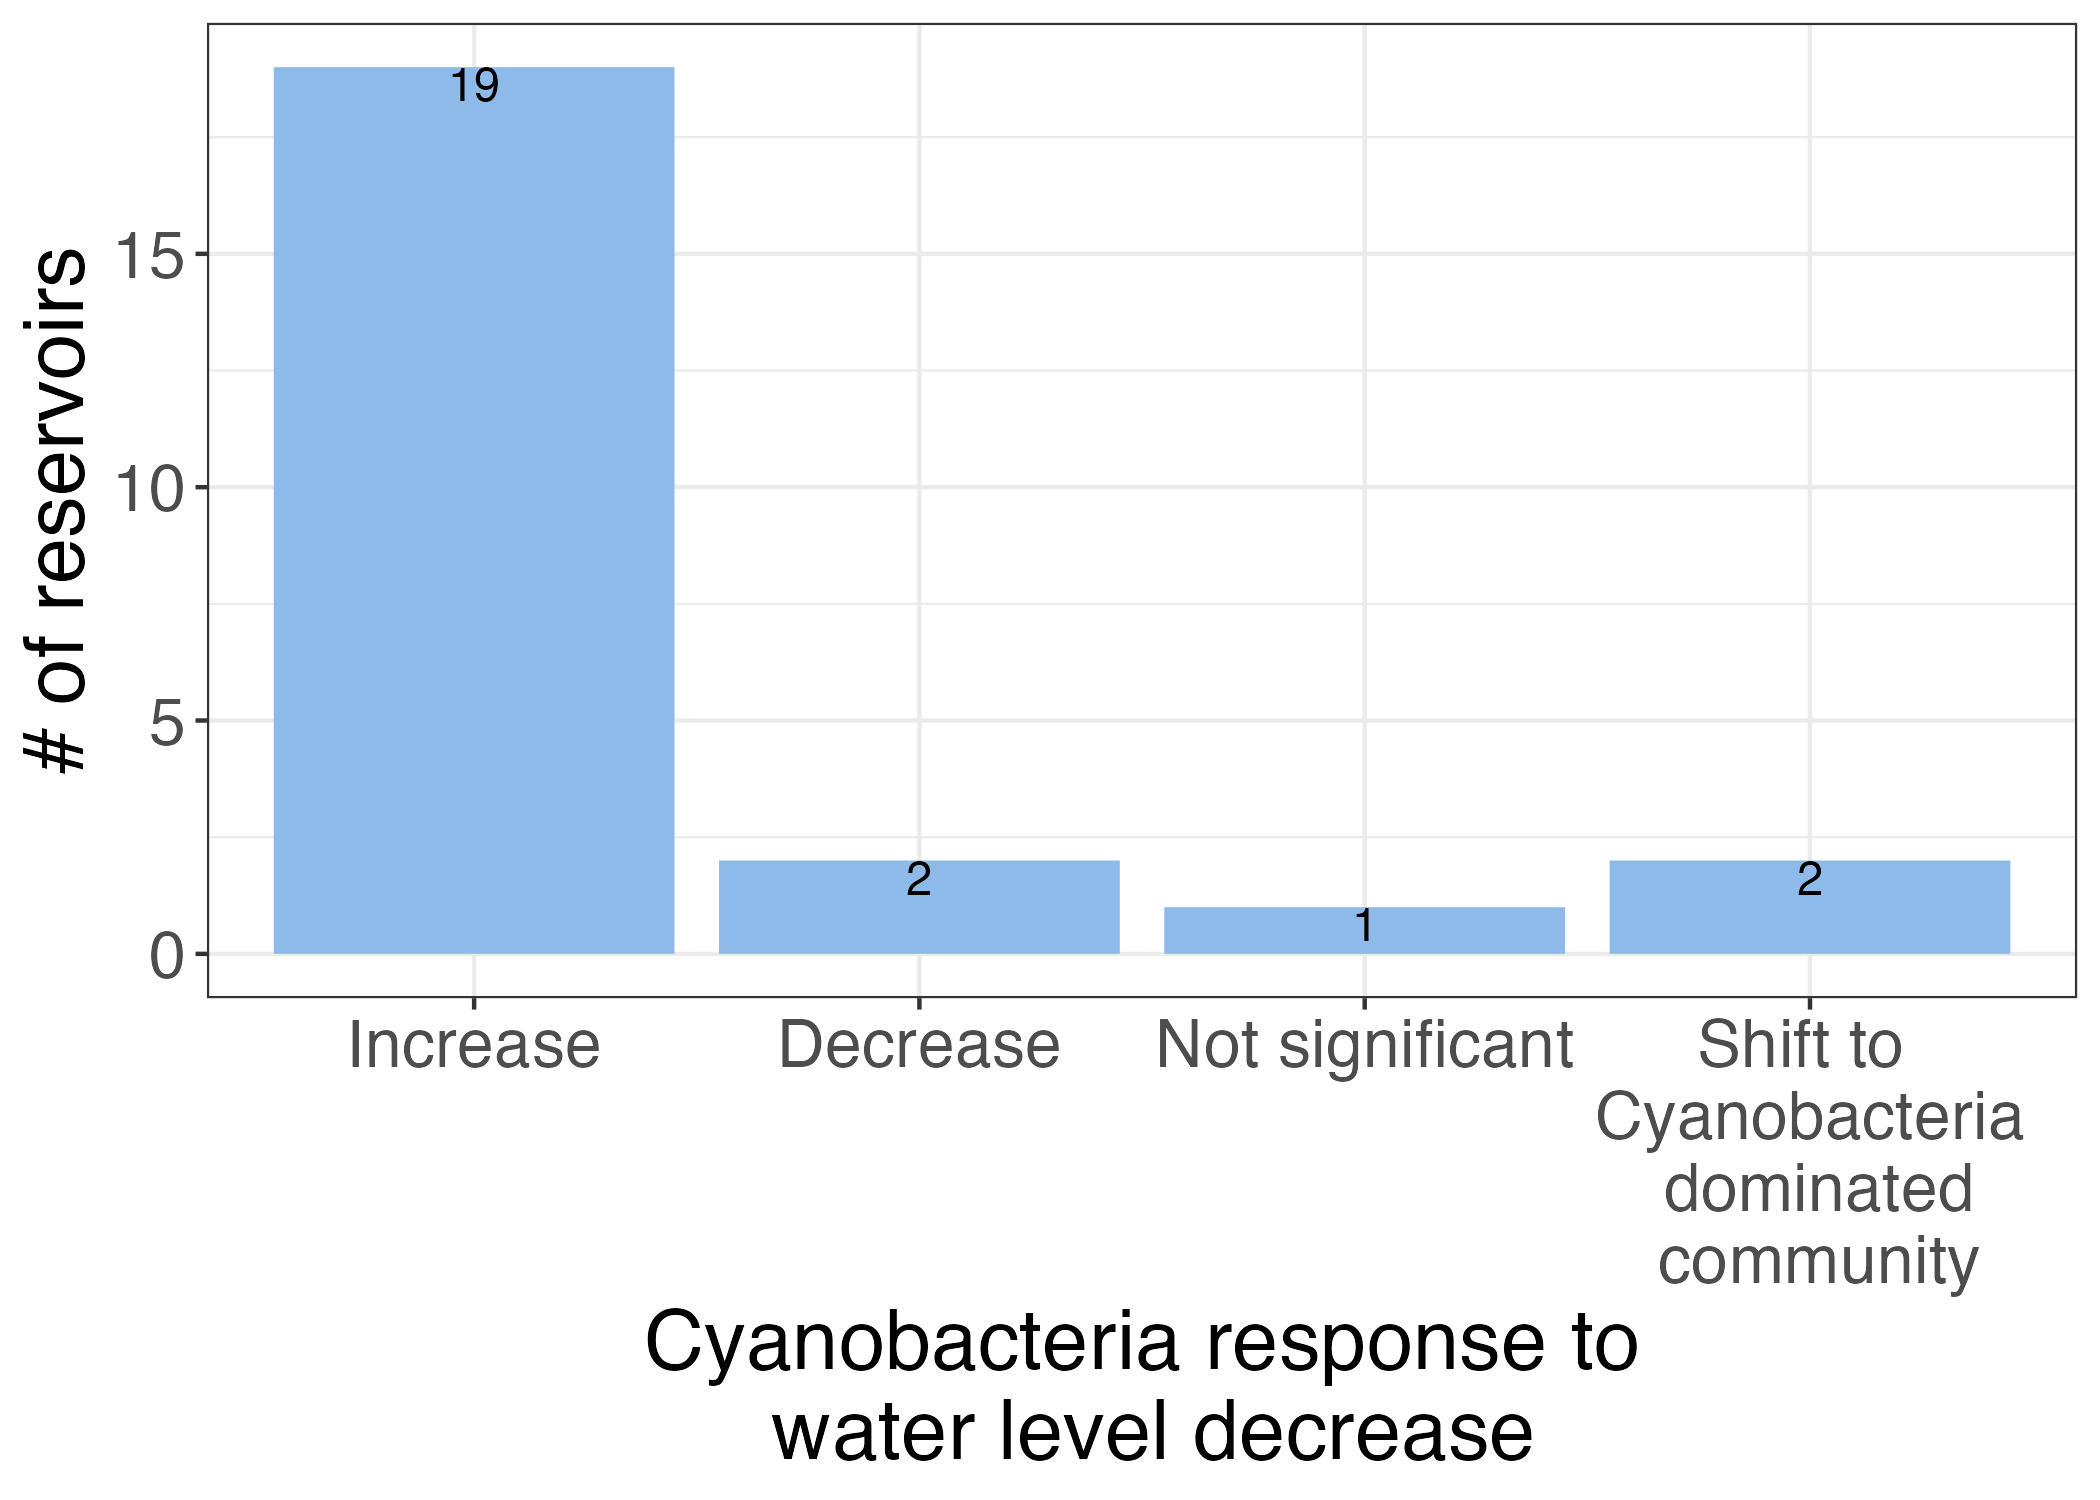 # of reservoirs
15
10
5
0
19
2
1
2
Increase
Decrease
Not significant
Shift to
Cyanobacteria
dominated
community
Cyanobacteria response to
water level decrease